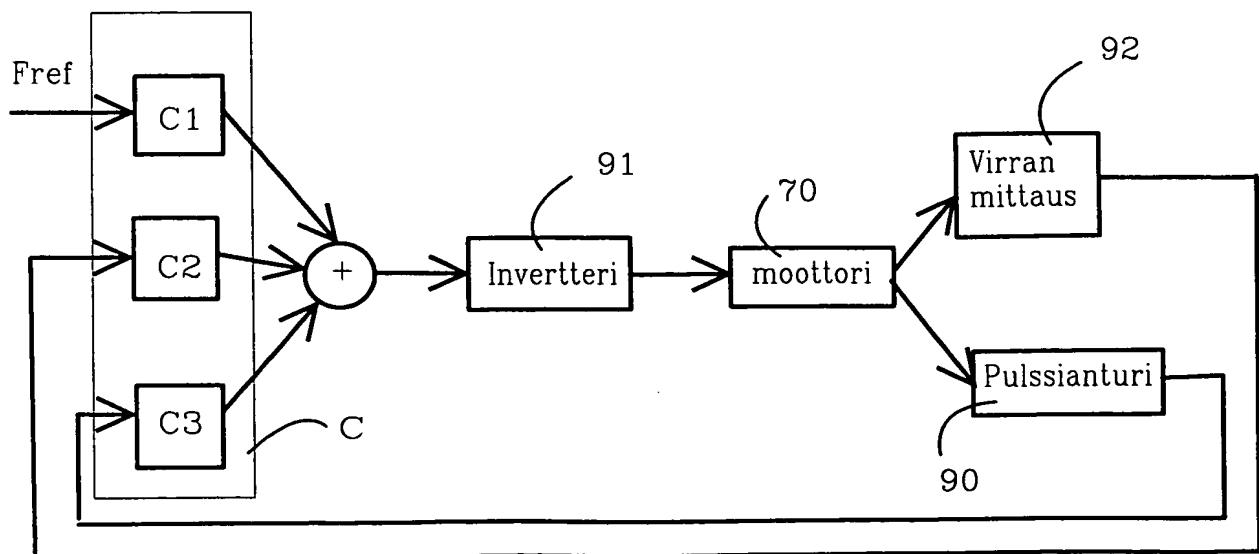 Fref
C1
C2
C3
C
+
91
Invertteri
70
moottori
92
Virran
mittaus
Pulssianturi
90